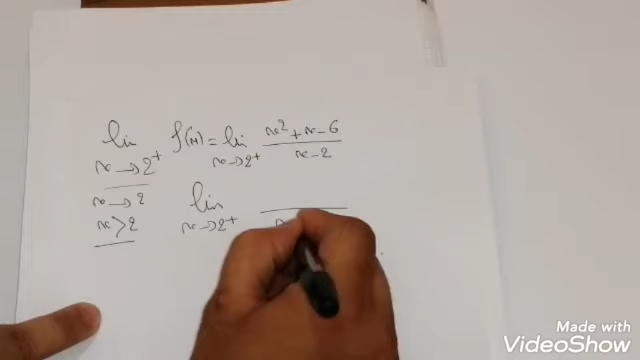 lim f(x) = lim x² + x - 6
x → 2⁺ x → 2⁺ x - 2
x → 2 lim
x > 2 x → 2⁺
Made with
VideoShow